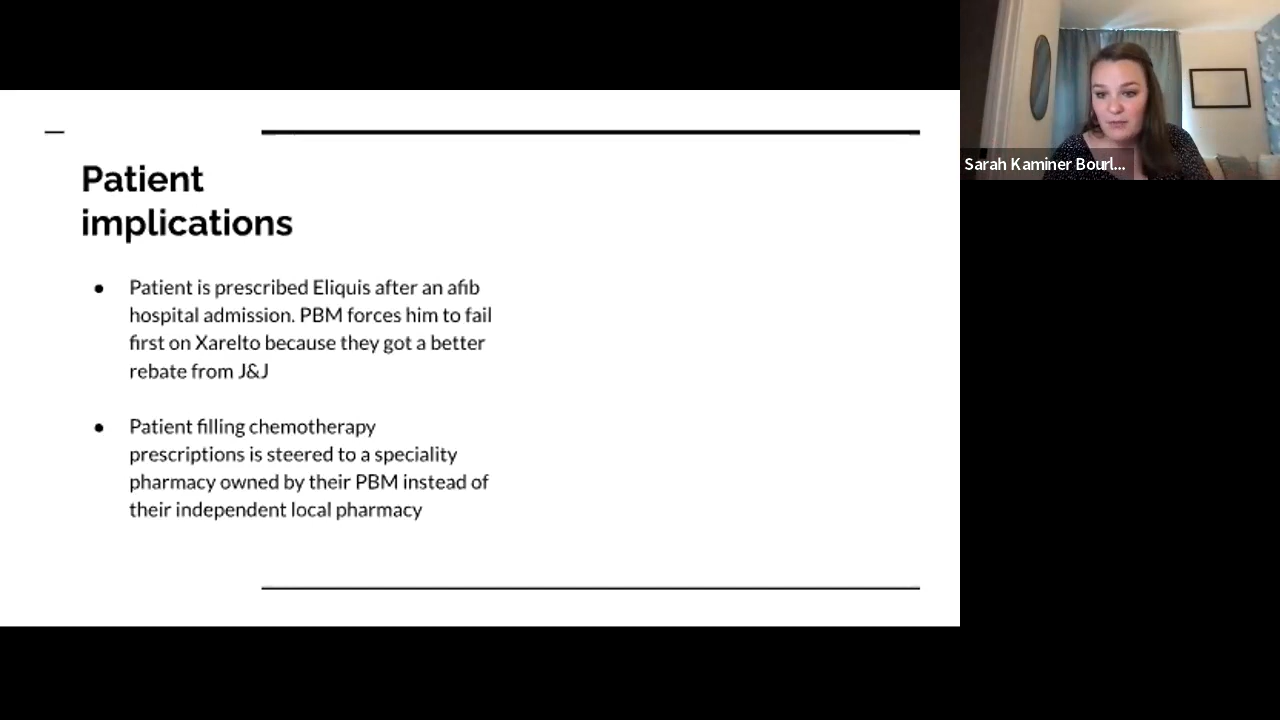 Patient
implications
● Patient is prescribed Eliquis after an afib
hospital admission. PBM forces him to fail
first on Xarelto because they got a better
rebate from J&J
● Patient filling chemotherapy
prescriptions is steered to a speciality
pharmacy owned by their PBM instead of
their independent local pharmacy
Sarah Kaminer Bourl...